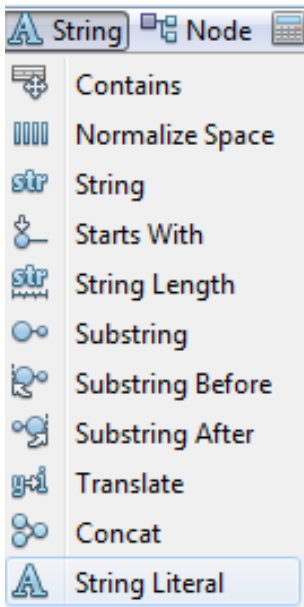 String Node
Contains
Normalize Space
String
Starts With
String Length
Substring
Substring Before
Substring After
Translate
Concat
String Literal